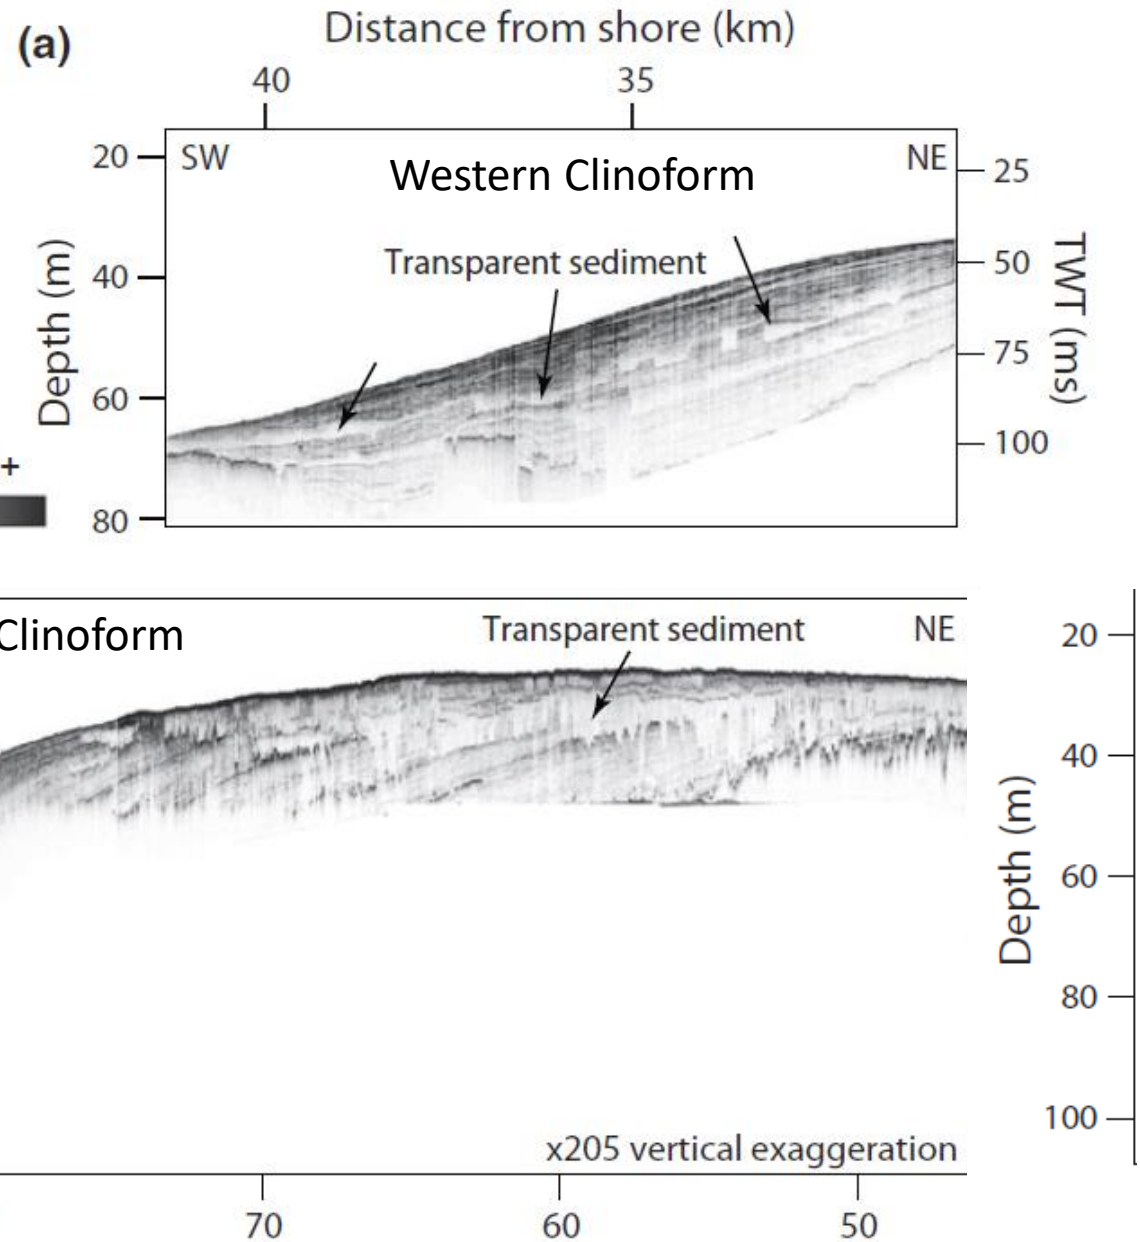 (a)
Distance from shore (km)
40
35
20
SW
Western Clinoform
NE
25
Transparent sediment
40
50
Depth (m)
TWT (ms)
75
60
100
+
80
Clinoform
Transparent sediment
NE
20
40
Depth (m)
60
80
100
x205 vertical exaggeration
70
60
50